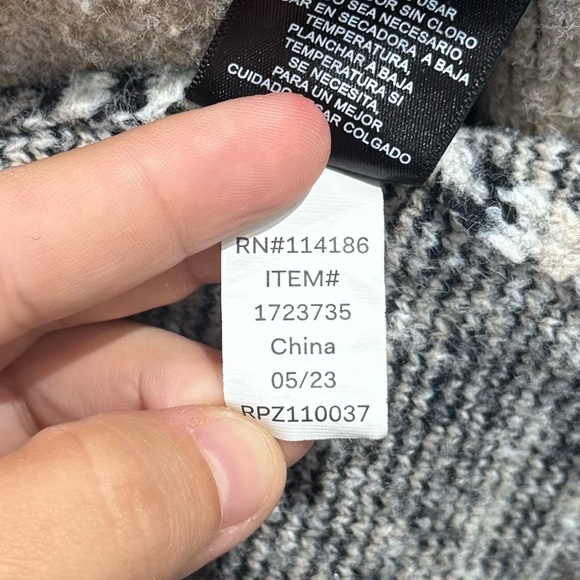 USAR
SIN CLORO
SEA NECESARIO,
EN SECADORA A BAJA
TEMPERATURA,
PLANCHAR A BAJA
TEMPERATURA SI
SE NECESITA,
PARA UN MEJOR
CUIDADO COLGADO
RN#114186
ITEM#
1723735
China
05/23
RPZ110037